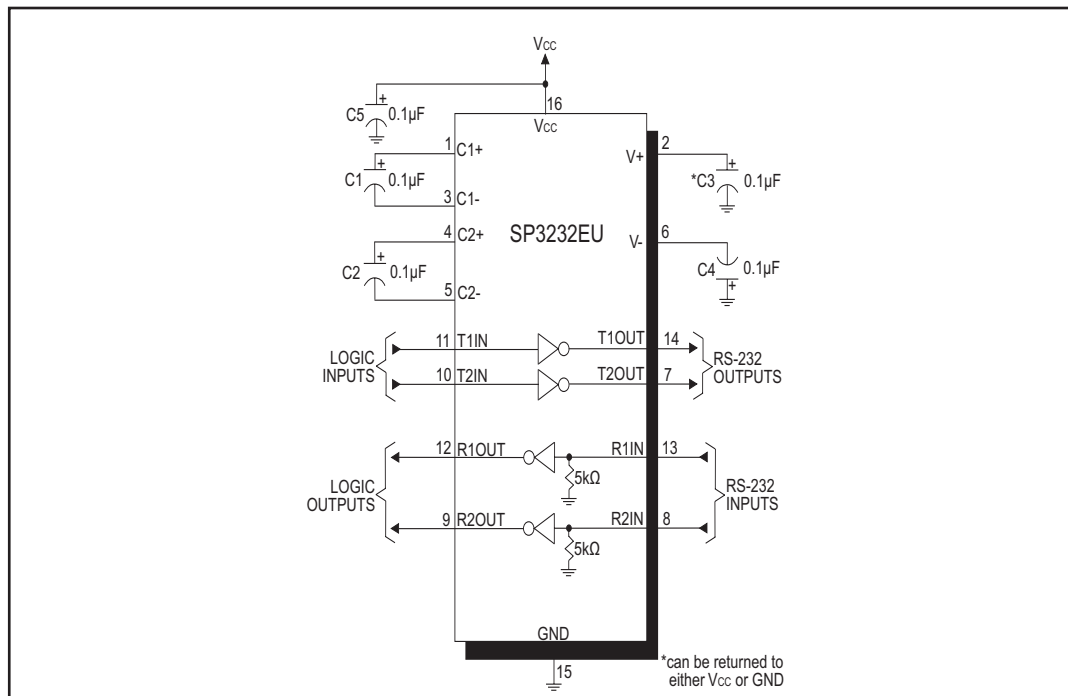 Vcc
16
Vcc
C5
+
0.1µF
1
C1+
C1
+
0.1µF
3
C1-
4
C2+
C2
+
0.1µF
5
C2-
SP3232EU
V+
2
*C3
+
0.1µF
V-
6
C4
0.1µF
+
LOGIC
INPUTS
11 T1IN
T1OUT 14
10 T2IN
T2OUT 7
RS-232
OUTPUTS
LOGIC
OUTPUTS
12 R1OUT
R1IN 13
5kΩ
9 R2OUT
R2IN 8
5kΩ
RS-232
INPUTS
GND
15
*can be returned to
either Vcc or GND